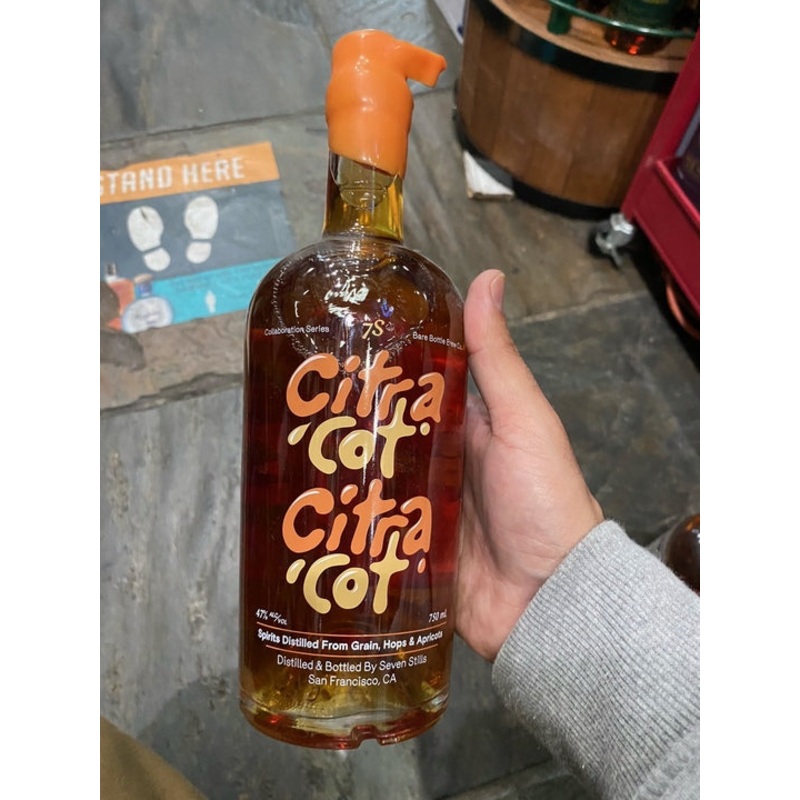 STAND HERE
Collaboration Series
7S
Bare Bottle Brew
Citra
'Cot'
Citra
'Cot'
47% ALC/VOL
750 mL
Spirits Distilled From Grain, Hops & Apricots
Distilled & Bottled By Seven Stills
San Francisco, CA